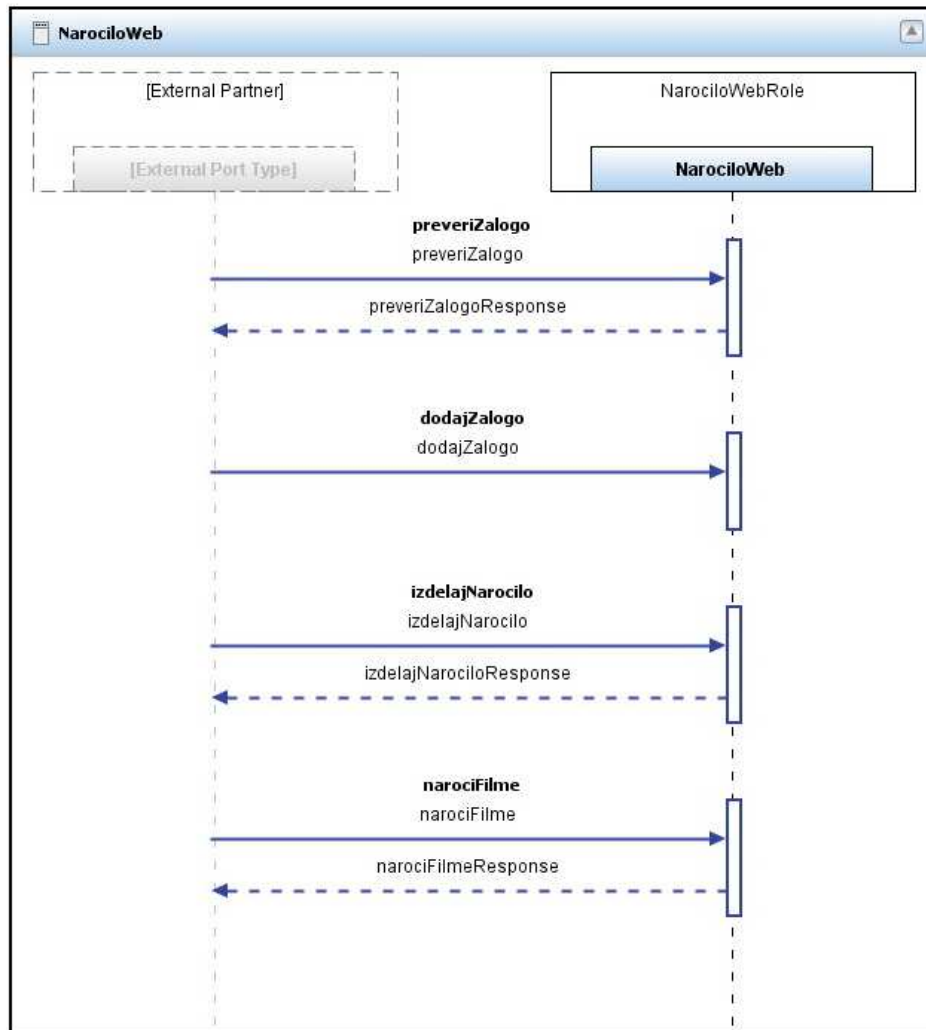 NarociloWeb
[External Partner]
NarociloWebRole
[External Port Type]
NarociloWeb
preveriZalogo
preveriZalogo
preveriZalogoResponse
dodajZalogo
dodajZalogo
izdelajNarocilo
izdelajNarocilo
izdelajNarociloResponse
narociFilme
narociFilme
narociFilmeResponse